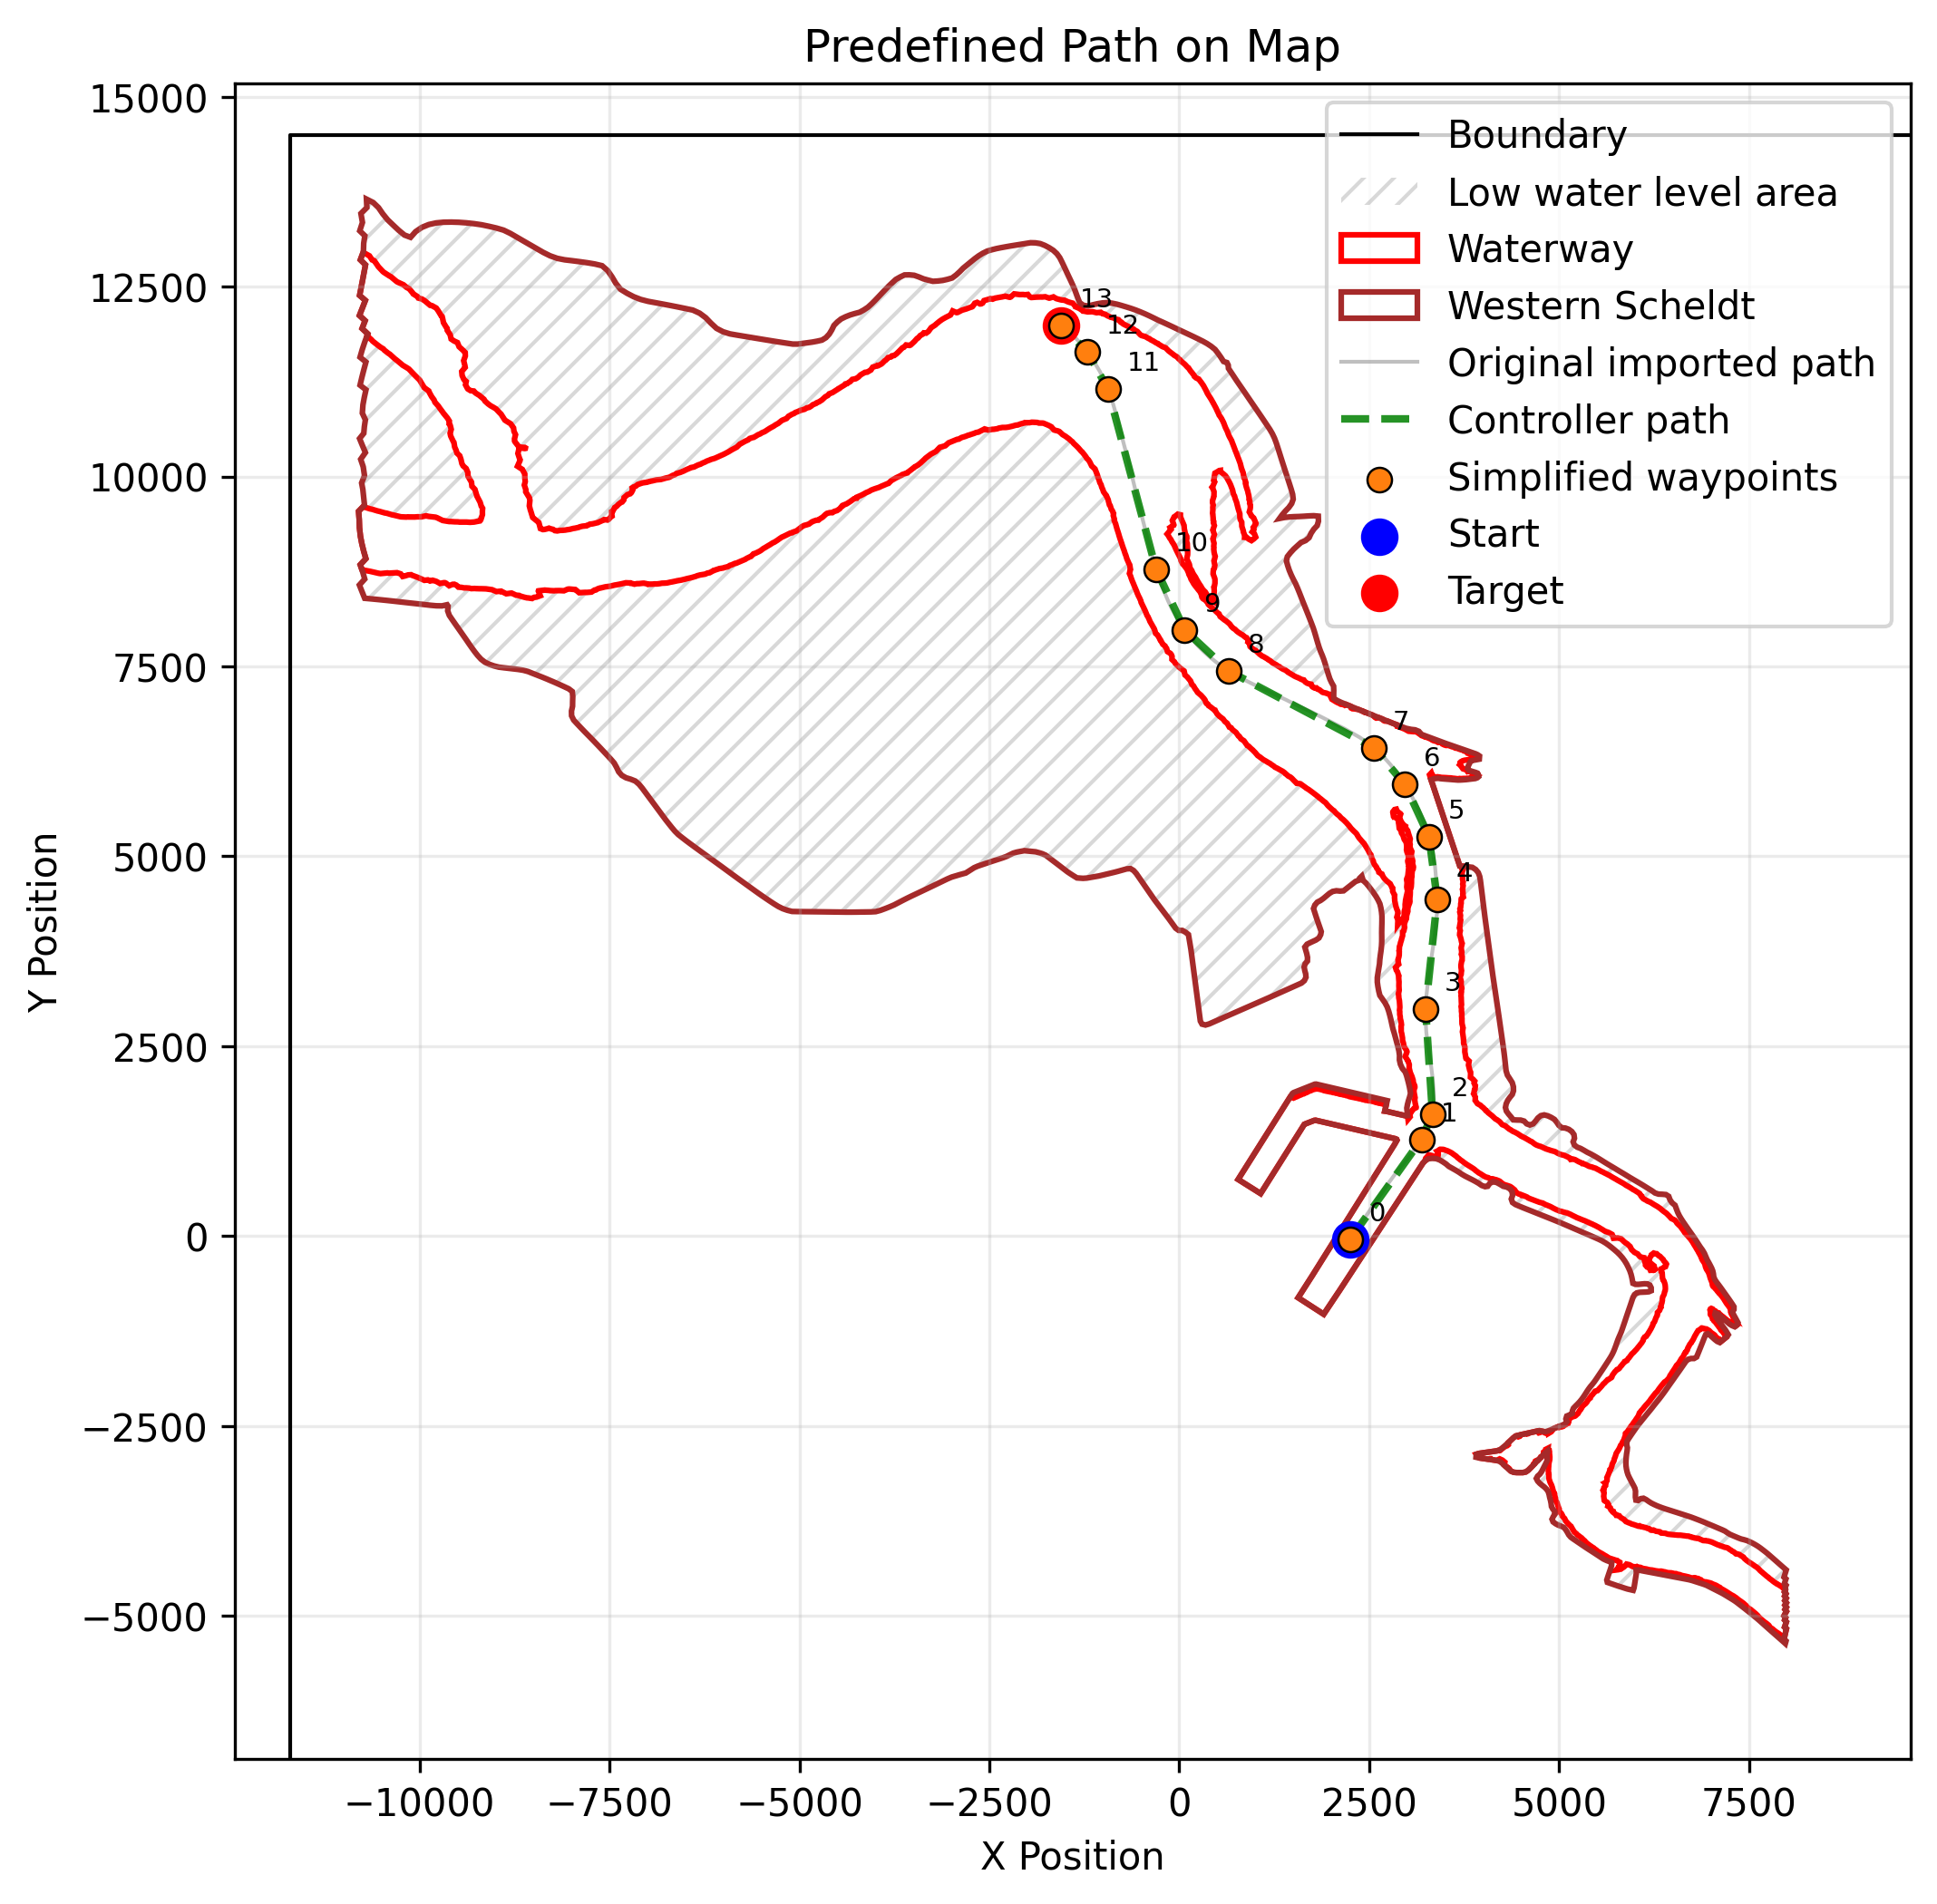 Predefined Path on Map
15000
12500
10000
7500
5000
2500
0
−2500
−5000
Y Position
Boundary
Low water level area
Waterway
Western Scheldt
Original imported path
Controller path
Simplified waypoints
Start
Target
13
12
11
10
9
8
7
6
5
4
3
2
1
0
−10000
−7500
−5000
−2500
0
2500
5000
7500
X Position